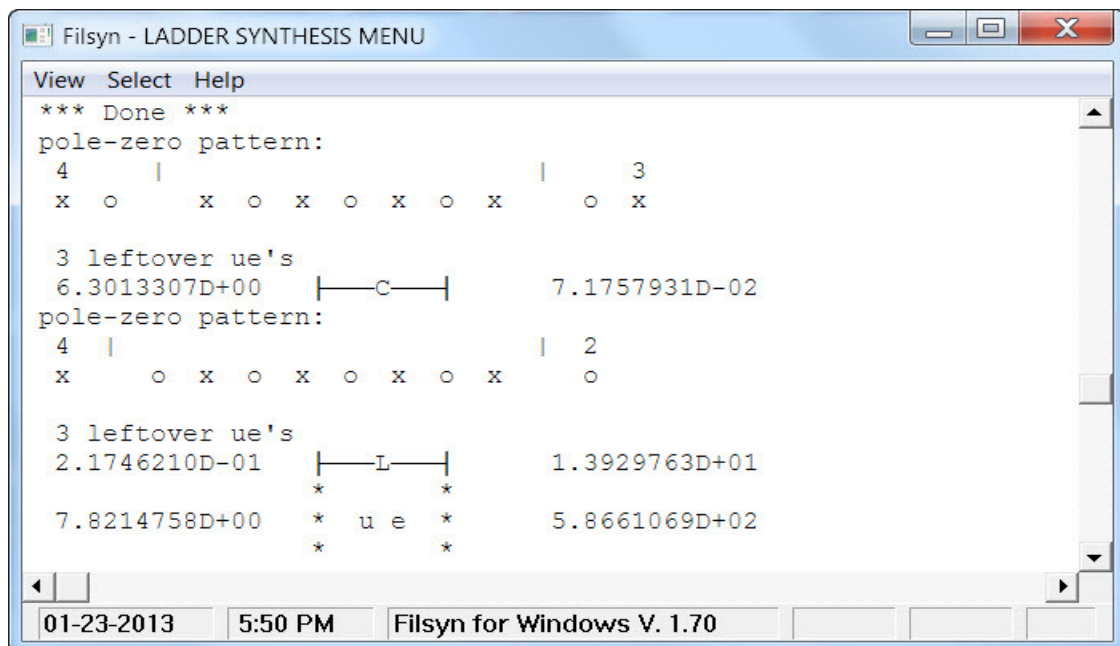 Filsyn - LADDER SYNTHESIS MENU
View Select Help
*** Done ***
pole-zero pattern:
4 | | 3
x o x o x o x o x o x
3 leftover ue's
6.3013307D+00 ├──C──┤ 7.1757931D-02
pole-zero pattern:
4 | | 2
x o x o x o x o x o
3 leftover ue's
2.1746210D-01 ├──L──┤ 1.3929763D+01
* *
7.8214758D+00 * u e * 5.8661069D+02
* *
01-23-2013 5:50 PM Filsyn for Windows V. 1.70